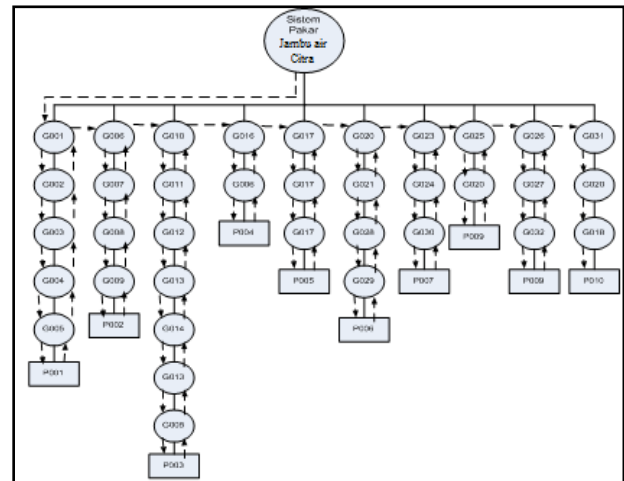 Sistem
Pakar
Jambu air
Citra
G001 G006 G010 G016 G017 G020 G023 G025 G026 G031
G002 G007 G011 G006 G017 G021 G024 G020 G027 G020
G003 G008 G012 P004 G017 G028 G030 P009 G032 G018
G004 G009 G013 P005 G029 P007 P009 P010
G005 P002 G014 P006
P001 G013
G008
P003